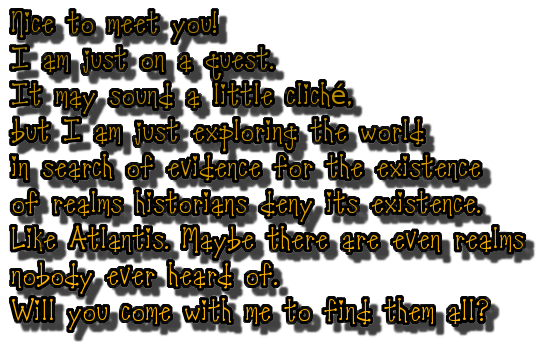 Nice to meet you!
I am just on a quest.
It may sound a little cliché,
but I am just exploring the world
in search of evidence for the existence
of realms historians deny its existence.
Like Atlantis. Maybe there are even realms
nobody ever heard of.
Will you come with me to find them all?